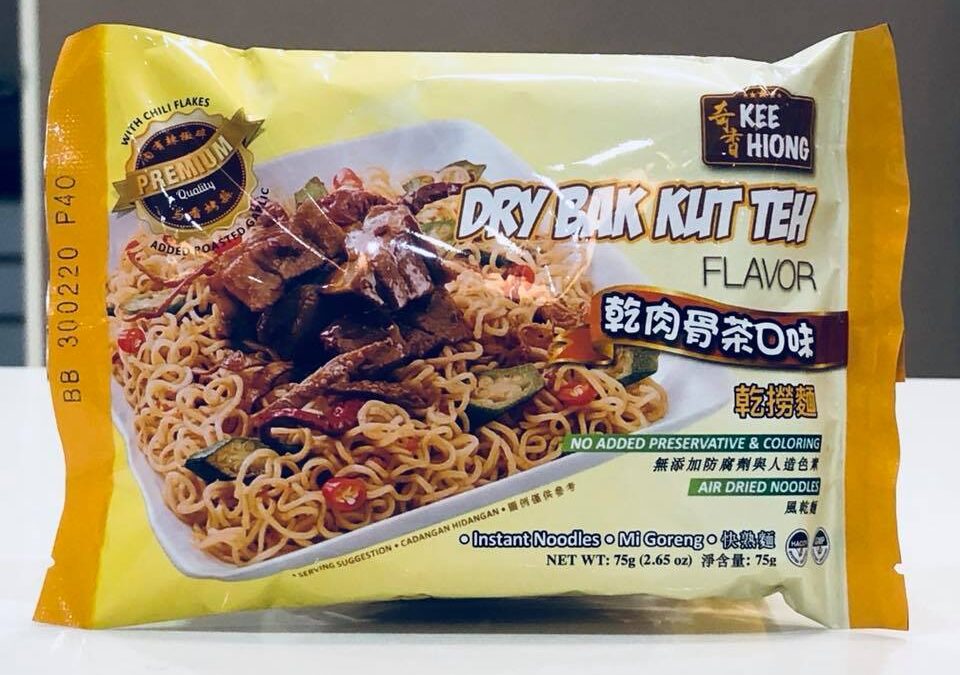 BB 300220 P40
WITH CHILI FLAKES
PREMIUM
Quality
ADDED ROASTED GARLIC
奇香
KEE
HIONG
DRY BAK KUT TEH
FLAVOR
乾肉骨茶口味
乾撈麵
NO ADDED PRESERVATIVE & COLORING
無添加防腐劑與人造色素
AIR DRIED NOODLES
風乾麵
• Instant Noodles • Mi Goreng • 快熟麵
NET WT: 75g (2.65 oz) 淨含量: 75g
HACCP
GMP
* SERVING SUGGESTION • CADANGAN HIDANGAN • 圖例僅供參考